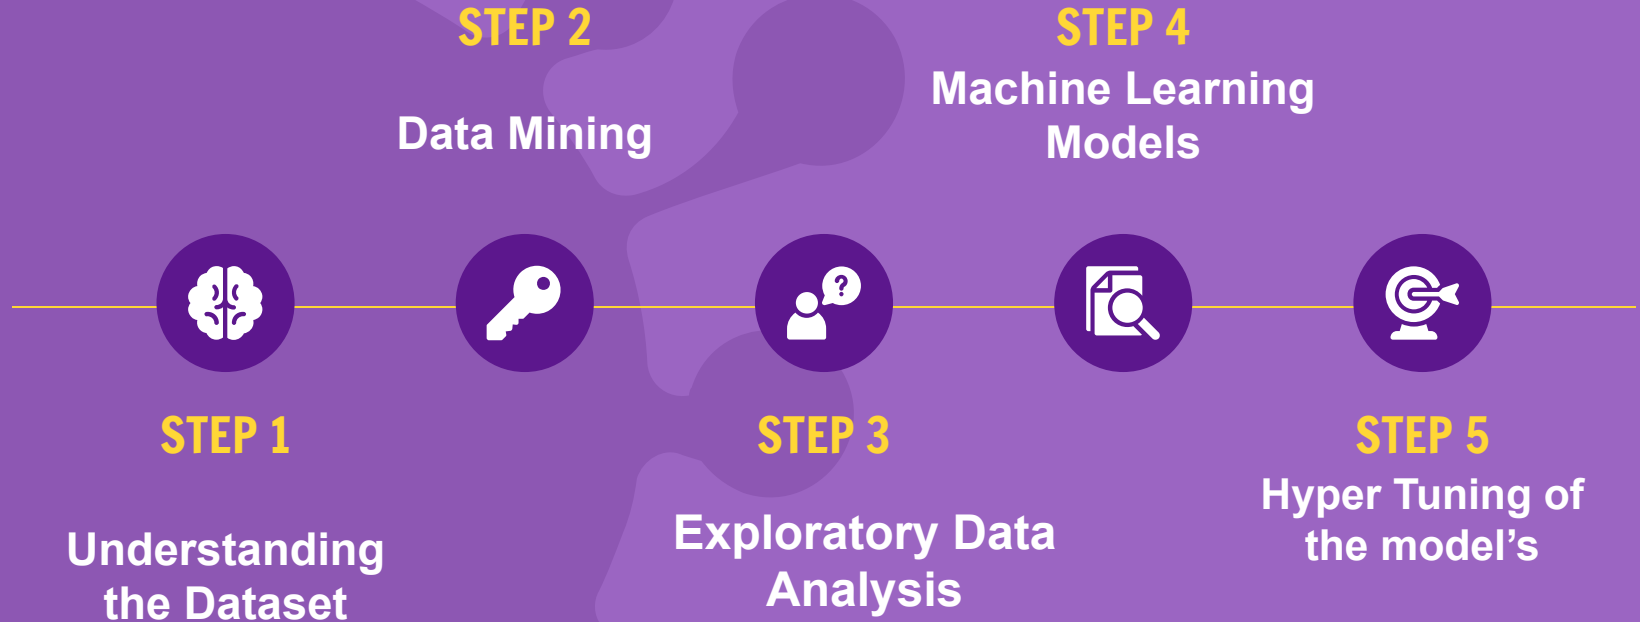 STEP 2
Data Mining
STEP 4
Machine Learning
Models
?
STEP 1
Understanding
the Dataset
STEP 3
Exploratory Data
Analysis
STEP 5
Hyper Tuning of
the model’s